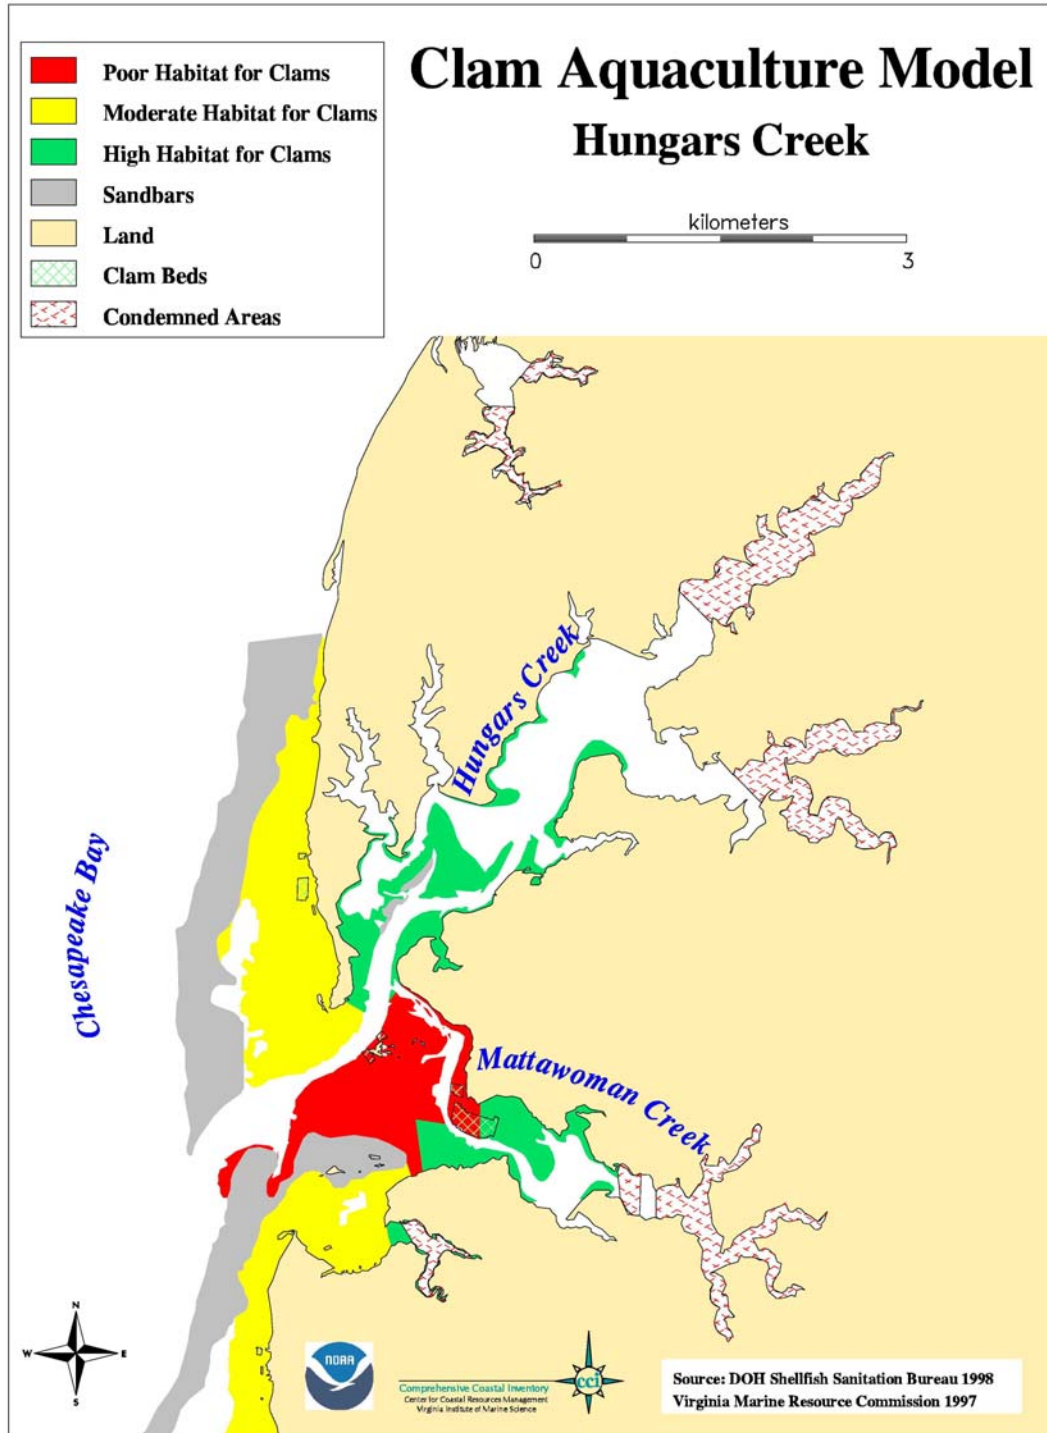 Clam Aquaculture Model
Hungars Creek
Poor Habitat for Clams
Moderate Habitat for Clams
High Habitat for Clams
Sandbars
Land
Clam Beds
Condemned Areas
kilometers
0 3
Hungars Creek
Chesapeake Bay
Mattawoman Creek
N
W E
S
NOAA
Comprehensive Coastal Inventory
Center for Coastal Resources Management
Virginia Institute of Marine Science
cci
Source: DOH Shellfish Sanitation Bureau 1998
Virginia Marine Resource Commission 1997